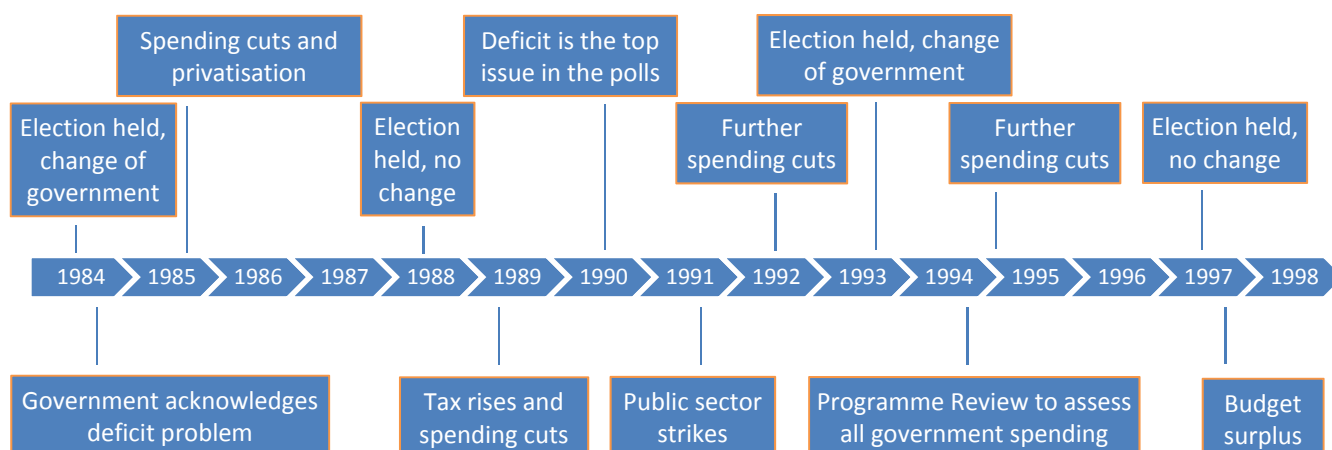 Spending cuts and
privatisation
Deficit is the top
issue in the polls
Election held, change
of government
Election held,
change of
government
Election
held, no
change
Further
spending cuts
Further
spending cuts
Election held,
no change
1984
1985
1986
1987
1988
1989
1990
1991
1992
1993
1994
1995
1996
1997
1998
Government acknowledges
deficit problem
Tax rises and
spending cuts
Public sector
strikes
Programme Review to assess
all government spending
Budget
surplus